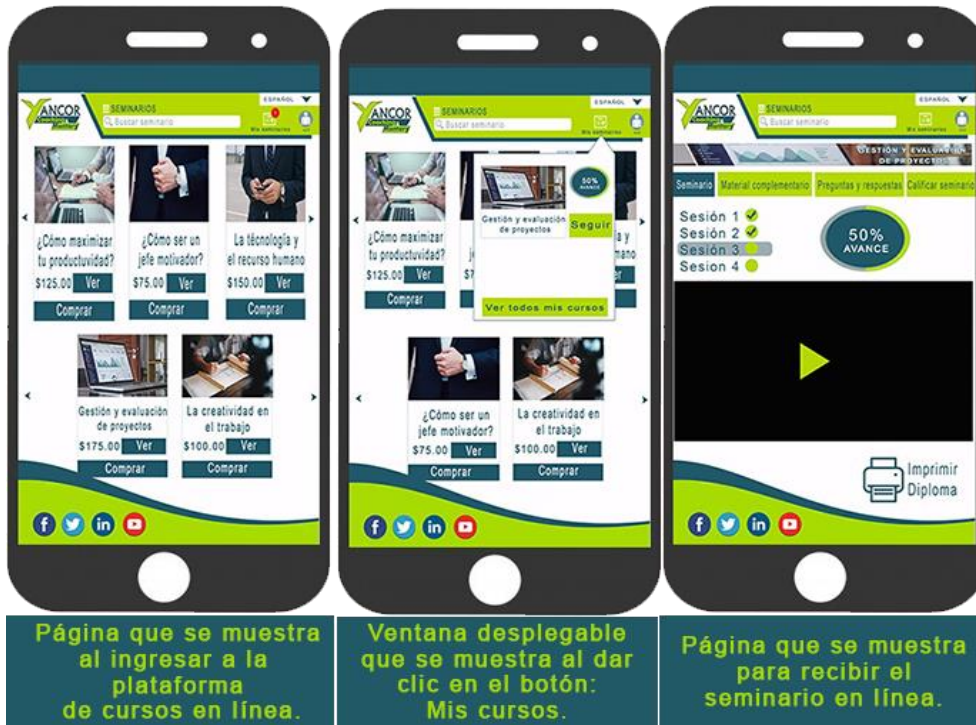 ESPAÑOL
YANCOR
Coaching
SEMINARIOS
Buscar seminario
Mis seminarios
¿Cómo maximizar
tu productuvidad?
$125.00 Ver
Comprar
¿Cómo ser un
jefe motivador?
$75.00 Ver
Comprar
La técnología y
el recurso humano
$150.00 Ver
Comprar
Gestión y evaluación
de proyectos
$175.00 Ver
Comprar
La creatividad en
el trabajo
$100.00 Ver
Comprar
Página que se muestra
al ingresar a la
plataforma
de cursos en línea.
ESPAÑOL
YANCOR
Coaching
SEMINARIOS
Buscar seminario
Mis seminarios
50%
AVANCE
Gestión y evaluación
de proyectos
Seguir
Ver todos mis cursos
¿Cómo maximizar
tu productuvidad?
$125.00 Ver
Comprar
¿Cómo ser un
jefe motivador?
$75.00 Ver
Comprar
La creatividad en
el trabajo
$100.00 Ver
Comprar
Ventana desplegable
que se muestra al dar
clic en el botón:
Mis cursos.
ESPAÑOL
YANCOR
Coaching
SEMINARIOS
Buscar seminario
Mis seminarios
GESTIÓN Y EVALUACIÓN
DE PROYECTOS
Seminario Material complementario Preguntas y respuestas Calificar seminario
Sesión 1
Sesión 2
Sesión 3
Sesion 4
50%
AVANCE
Imprimir
Diploma
Página que se muestra
para recibir el
seminario en línea.